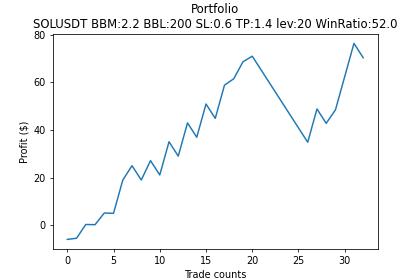 Portfolio
SOLUSDT BBM:2.2 BBL:200 SL:0.6 TP:1.4 lev:20 WinRatio:52.0
80
60
40
20
0
Profit ($)
0 5 10 15 20 25 30
Trade counts